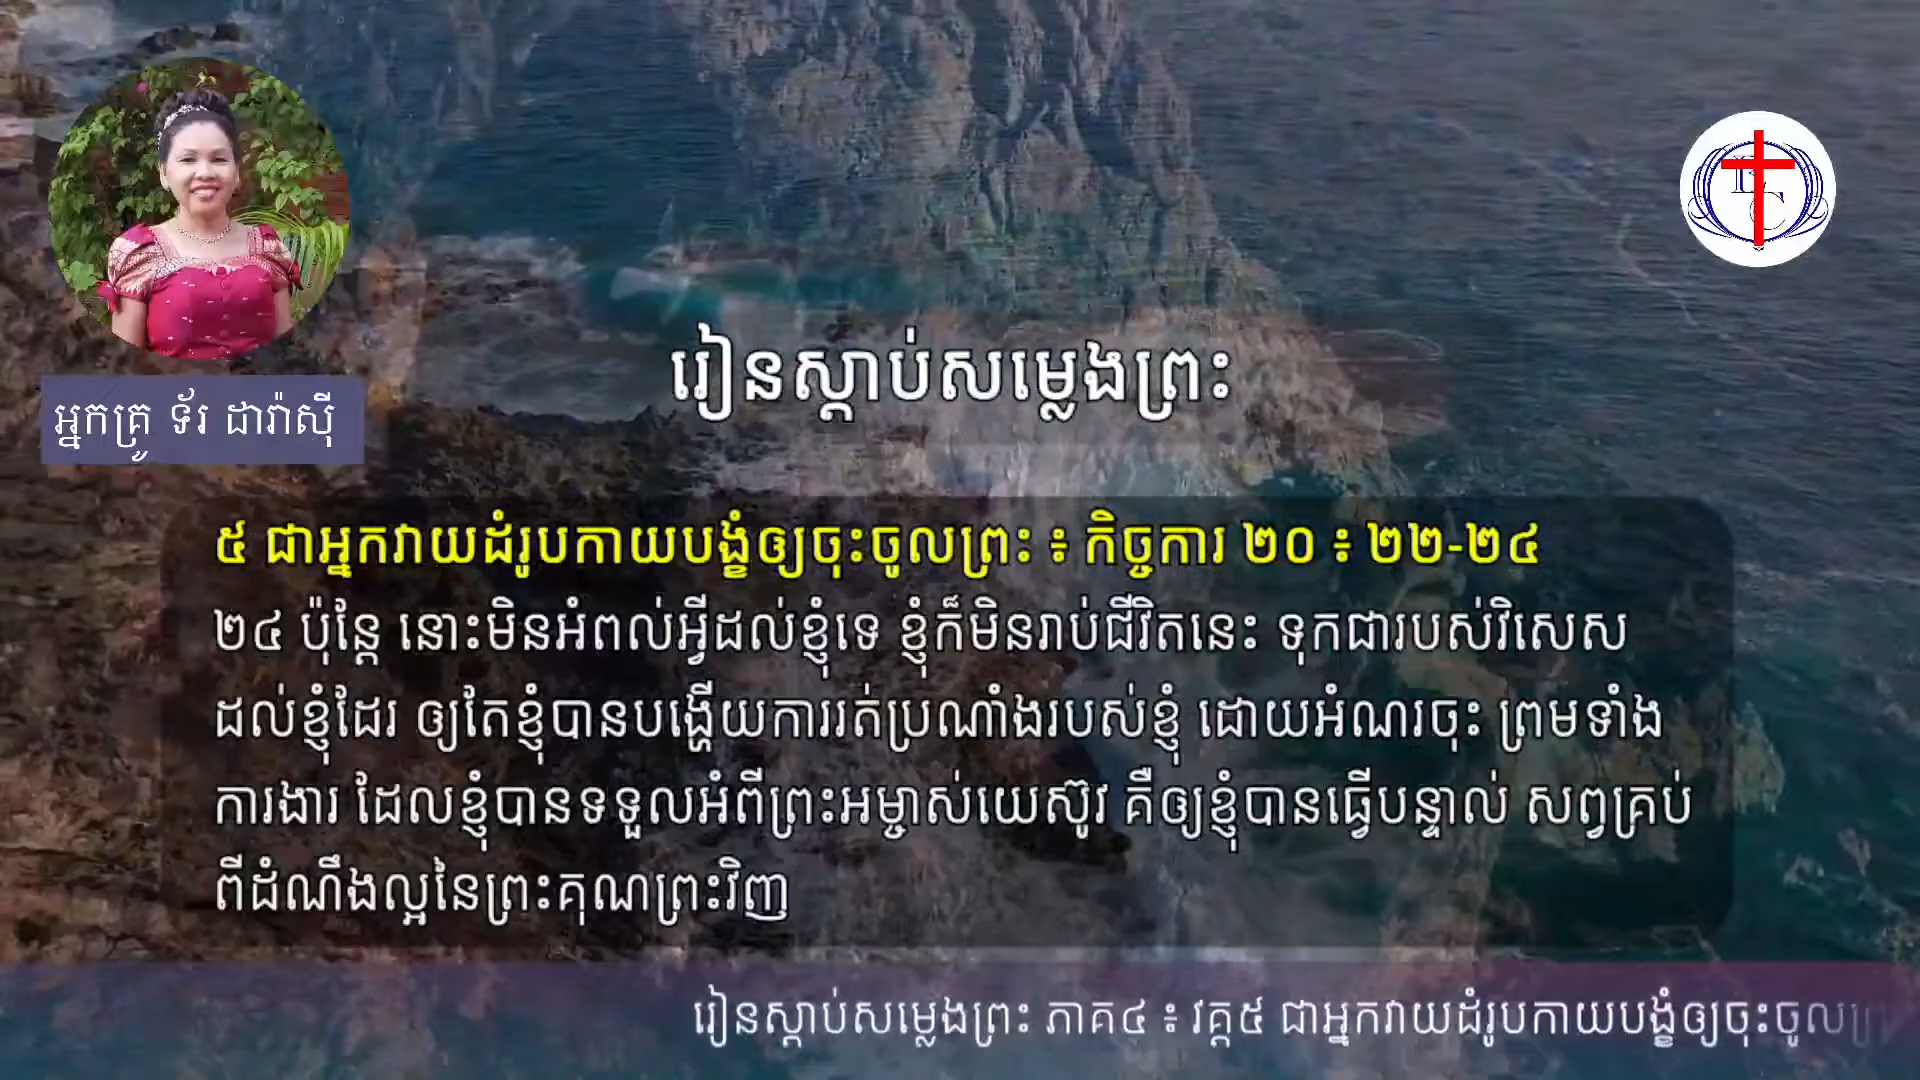 អ្នកគ្រូ ទ័រ ដារ៉ាស៊ី
រៀនស្តាប់សម្លេងព្រះ
៥ ជាអ្នកវាយដំរូបកាយបង្ខំឲ្យចុះចូលព្រះ ៖ កិច្ចការ ២០ ៖ ២២-២៤
២៤ ប៉ុន្តែ នោះមិនអំពល់អ្វីដល់ខ្ញុំទេ ខ្ញុំក៏មិនរាប់ជីវិតនេះ ទុកជារបស់វិសេស
ដល់ខ្ញុំដែរ ឲ្យតែខ្ញុំបានបង្ហើយការរត់ប្រណាំងរបស់ខ្ញុំ ដោយអំណរចុះ ព្រមទាំង
ការងារ ដែលខ្ញុំបានទទួលអំពីព្រះអម្ចាស់យេស៊ូវ គឺឲ្យខ្ញុំបានធ្វើបន្ទាល់ សព្វគ្រប់
ពីដំណឹងល្អនៃព្រះគុណព្រះវិញ
រៀនស្តាប់សម្លេងព្រះ ភាគ៤ ៖ វគ្គ៥ ជាអ្នកវាយដំរូបកាយបង្ខំឲ្យចុះចូលព្រ